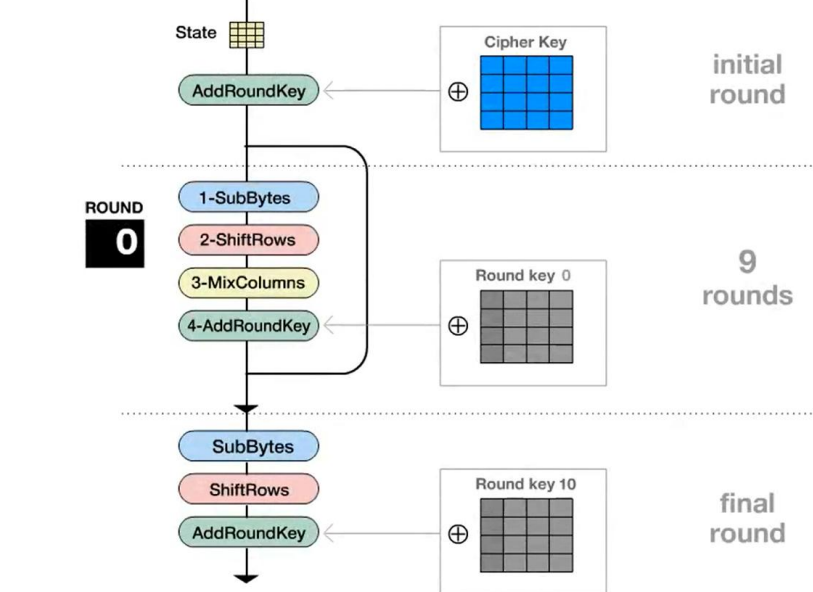 State
Cipher Key
AddRoundKey
⊕
initial
round
ROUND
0
1-SubBytes
2-ShiftRows
3-MixColumns
4-AddRoundKey
Round key 0
⊕
9
rounds
SubBytes
ShiftRows
AddRoundKey
Round key 10
⊕
final
round